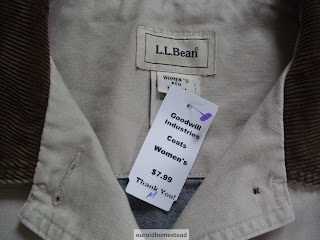 L.L.Bean®
WOMEN'S
Goodwill
Industries
Coats
Women's
$7.99
Thank You!
M
ouroldhomestead